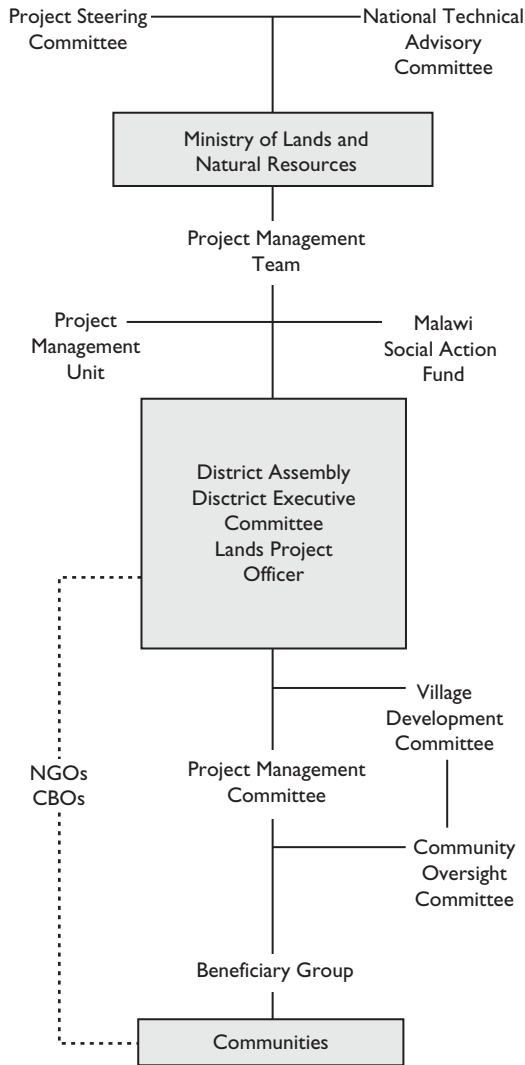 Project Steering
Committee
National Technical
Advisory
Committee
Ministry of Lands and
Natural Resources
Project Management
Team
Project
Management
Unit
Malawi
Social Action
Fund
District Assembly
Disctrict Executive
Committee
Lands Project
Officer
Village
Development
Committee
NGOs
CBOs
Project Management
Committee
Community
Oversight
Committee
Beneficiary Group
Communities